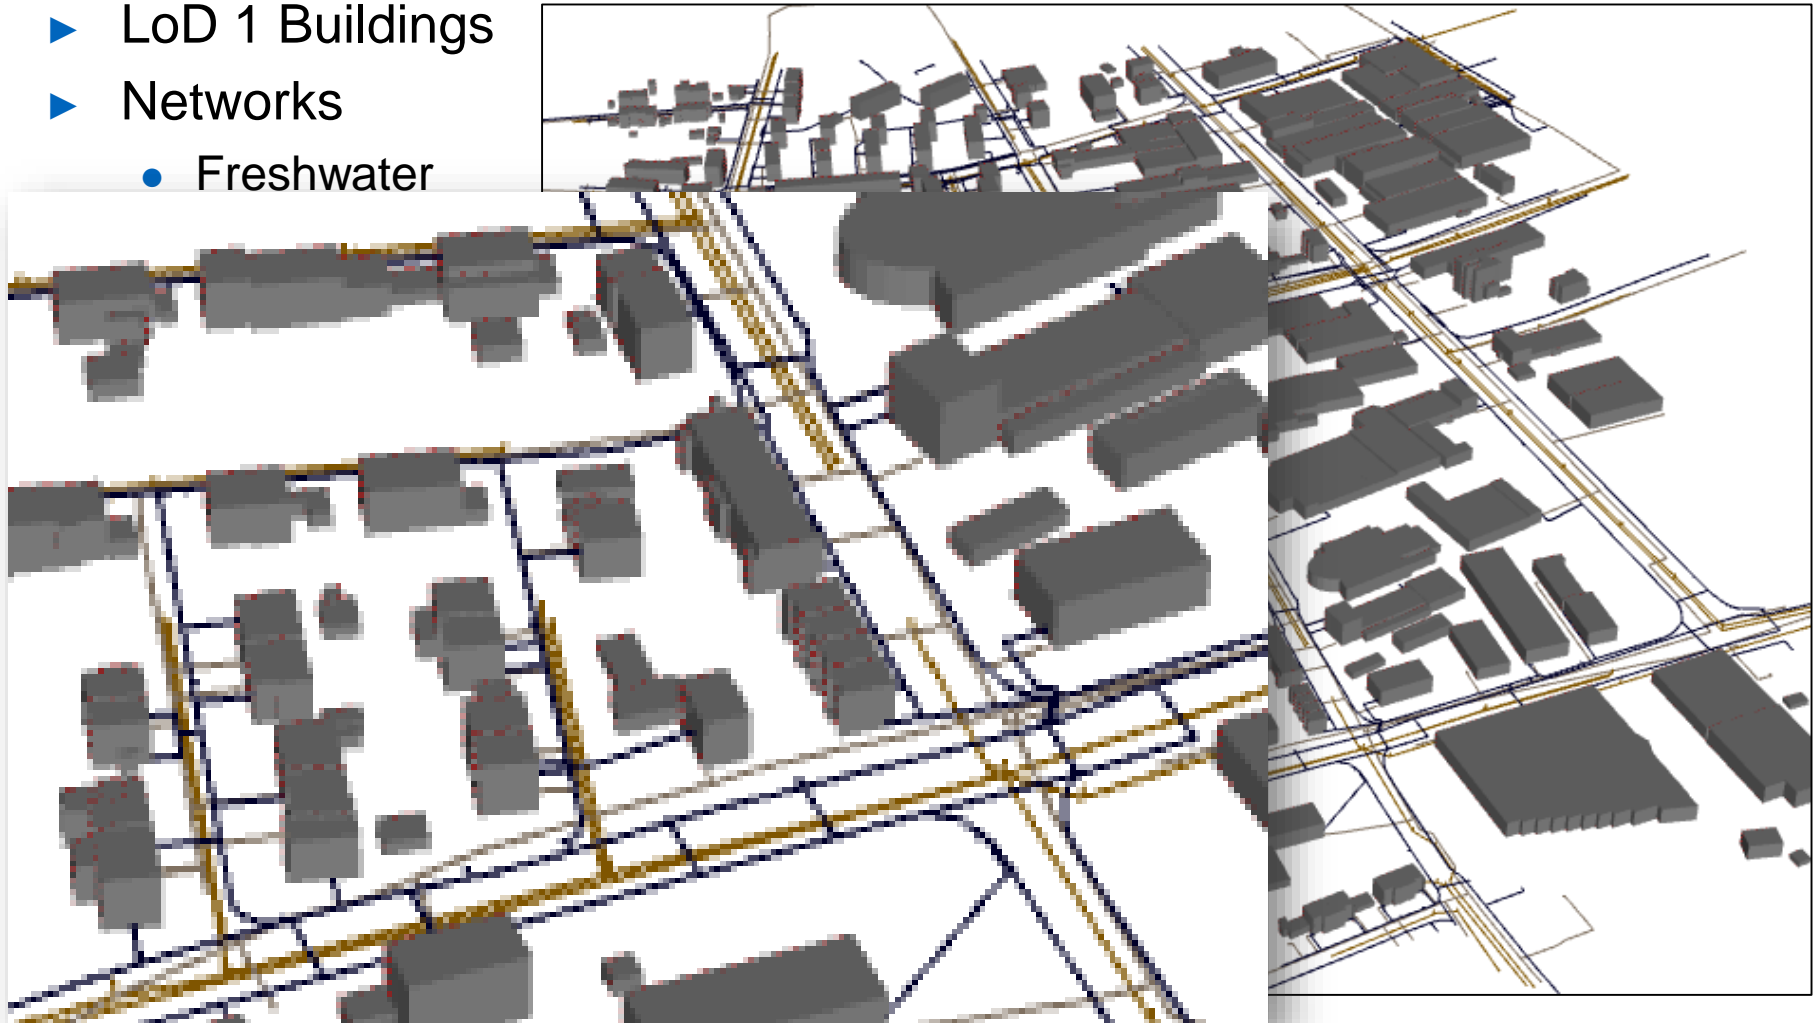 ► LoD 1 Buildings
► Networks
● Freshwater